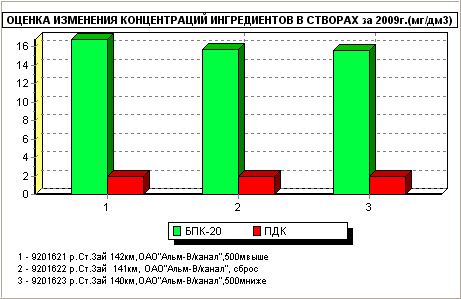 ОЦЕНКА ИЗМЕНЕНИЯ КОНЦЕНТРАЦИЙ ИНГРЕДИЕНТОВ В СТВОРАХ за 2009г.(мг/дм3)
16
14
12
10
8
6
4
2
0
1 2 3
БПК-20 ПДК
1 - 9201621 р.Ст.Зай 142км,ОАО"Альм-В/канал",500мвыше
2 - 9201622 р.Ст.Зай 141км, ОАО"Альм-В/канал", сброс
3 - 9201623 р.Ст.Зай 140км,ОАО"Альм-В/канал",500мниже